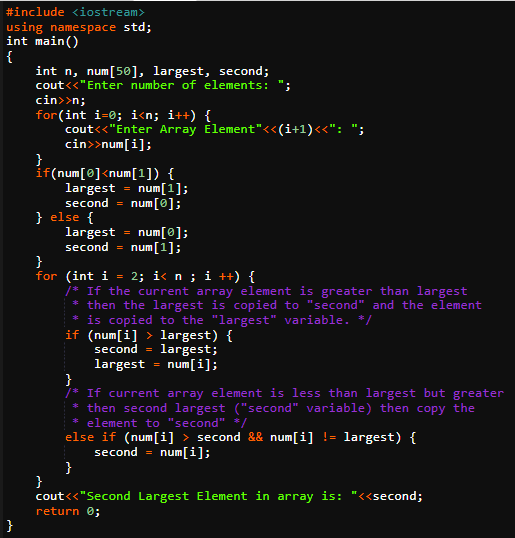 #include <iostream>
using namespace std;
int main()
{
    int n, num[50], largest, second;
    cout<<"Enter number of elements: ";
    cin>>n;
    for(int i=0; i<n; i++) {
        cout<<"Enter Array Element"<<(i+1)<<": ";
        cin>>num[i];
    }
    if(num[0]<num[1]) {
        largest = num[1];
        second = num[0];
    } else {
        largest = num[0];
        second = num[1];
    }
    for (int i = 2; i< n ; i ++) {
        /* If the current array element is greater than largest
         * then the largest is copied to "second" and the element
         * is copied to the "largest" variable. */
        if (num[i] > largest) {
            second = largest;
            largest = num[i];
        }
        /* If current array element is less than largest but greater
         * then second largest ("second" variable) then copy the
         * element to "second" */
        else if (num[i] > second && num[i] != largest) {
            second = num[i];
        }
    }
    cout<<"Second Largest Element in array is: "<<second;
    return 0;
}